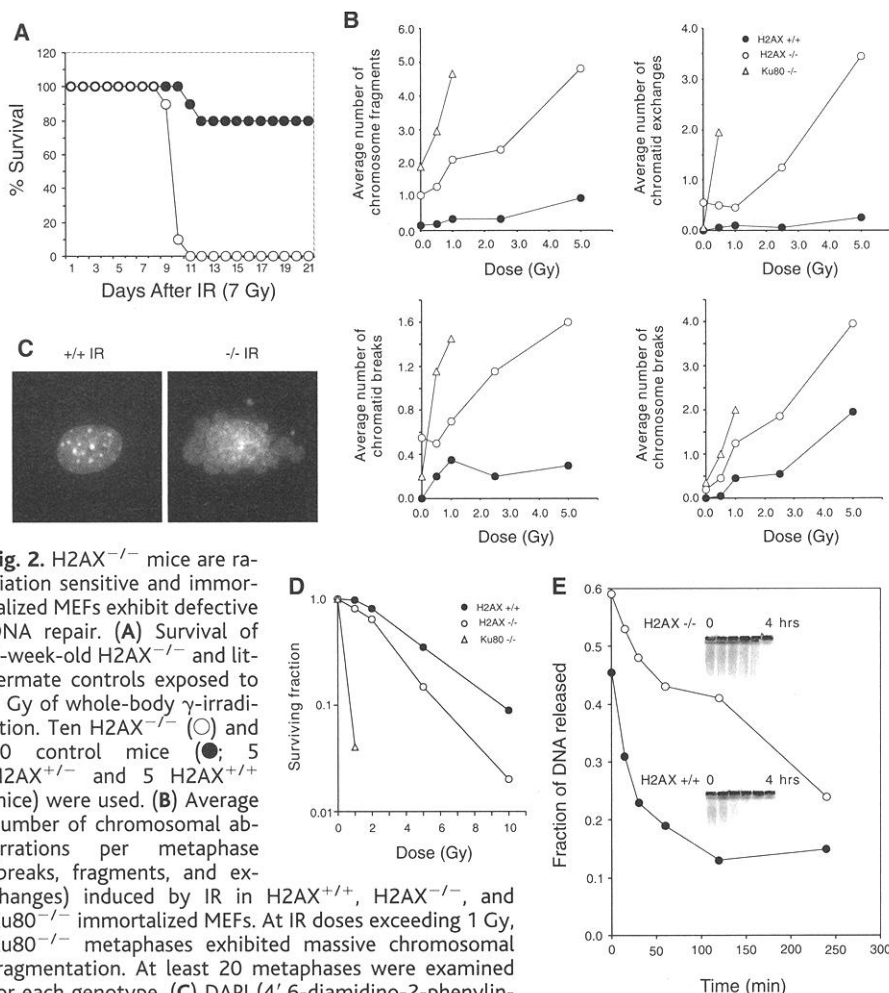 A
% Survival
120
100
80
60
40
20
0
1 3 5 7 9 11 13 15 17 19 21
Days After IR (7 Gy)
B
Average number of
chromosome fragments
6.0
5.0
4.0
3.0
2.0
1.0
0.0
0.0 1.0 2.0 3.0 4.0 5.0
Dose (Gy)
Average number of
chromatid exchanges
4.0
3.0
2.0
1.0
0.0
0.0 1.0 2.0 3.0 4.0 5.0
Dose (Gy)
H2AX +/+
H2AX -/-
Ku80 -/-
Average number of
chromatid breaks
1.6
1.2
0.8
0.4
0.0
0.0 1.0 2.0 3.0 4.0 5.0
Dose (Gy)
Average number of
chromosome breaks
4.0
3.0
2.0
1.0
0.0
0.0 1.0 2.0 3.0 4.0 5.0
Dose (Gy)
C
+/+ IR
-/- IR
ig. 2. H2AX−/− mice are ra-
iation sensitive and immor-
alized MEFs exhibit defective
NA repair. (A) Survival of
-week-old H2AX−/− and lit-
ermate controls exposed to
Gy of whole-body γ-irradi-
tion. Ten H2AX−/− (○) and
0 control mice (●; 5
H2AX+/− and 5 H2AX+/+
mice) were used. (B) Average
number of chromosomal ab-
rrations per metaphase
breaks, fragments, and ex-
hanges) induced by IR in H2AX+/+, H2AX−/−, and
u80−/− immortalized MEFs. At IR doses exceeding 1 Gy,
u80−/− metaphases exhibited massive chromosomal
ragmentation. At least 20 metaphases were examined
or each genotype. (C) DAPI (4′,6-diamidino-2-phenylin-
D
Surviving fraction
1.0
0.1
0.01
0 2 4 6 8 10
Dose (Gy)
H2AX +/+
H2AX -/-
Ku80 -/-
E
Fraction of DNA released
0.6
0.5
0.4
0.3
0.2
0.1
0.0
0 50 100 150 200 250 300
Time (min)
H2AX -/-
0 4 hrs
H2AX +/+
0 4 hrs